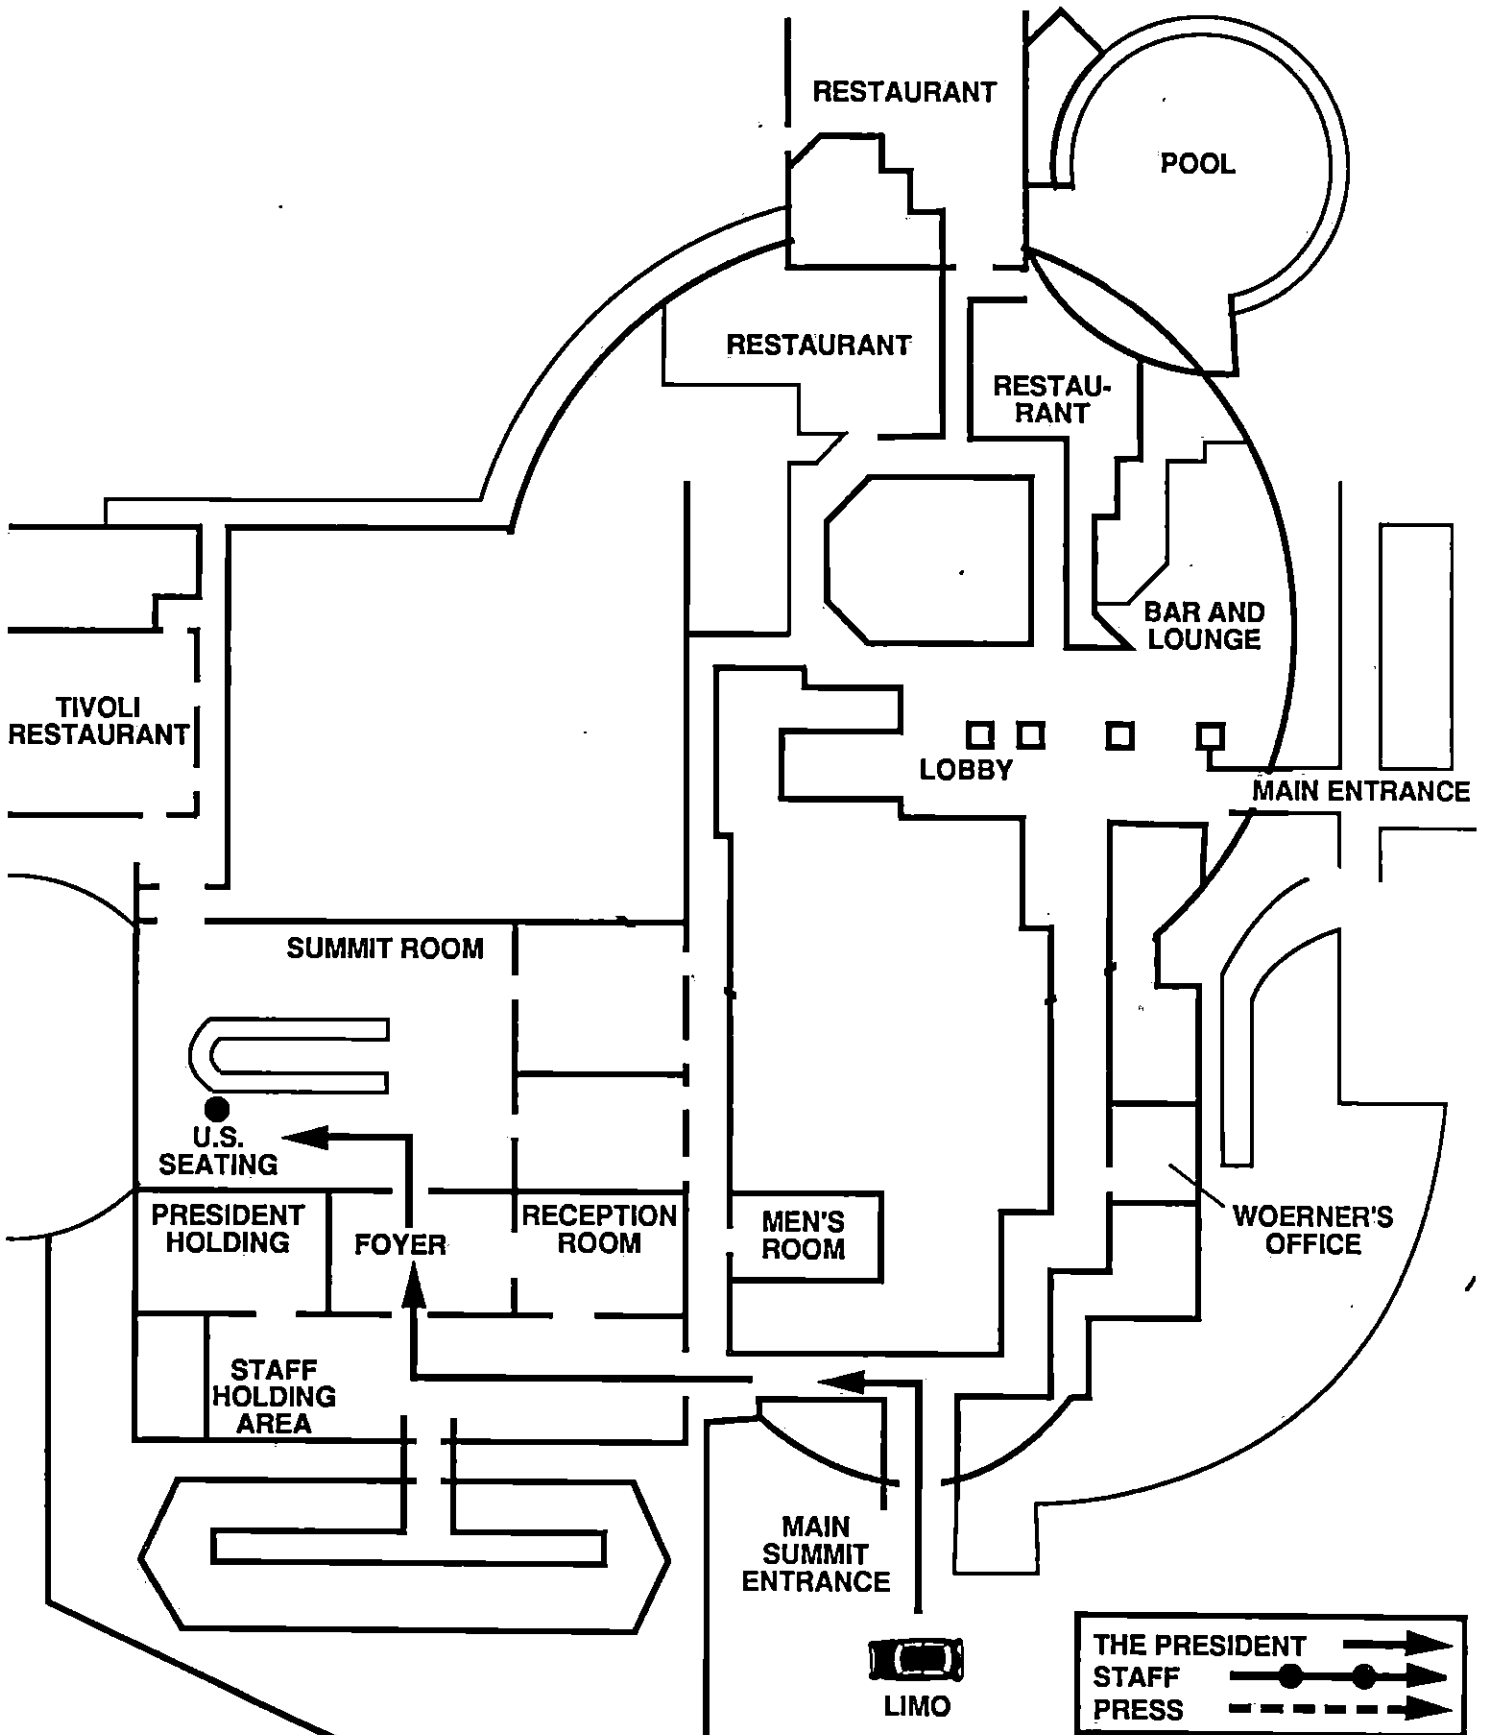 RESTAURANT
POOL
RESTAURANT
RESTAU-
RANT
BAR AND
LOUNGE
TIVOLI
RESTAURANT
LOBBY
MAIN ENTRANCE
SUMMIT ROOM
U.S.
SEATING
PRESIDENT
HOLDING
FOYER
RECEPTION
ROOM
MEN'S
ROOM
WOERNER'S
OFFICE
STAFF
HOLDING
AREA
MAIN
SUMMIT
ENTRANCE
LIMO
THE PRESIDENT
STAFF
PRESS